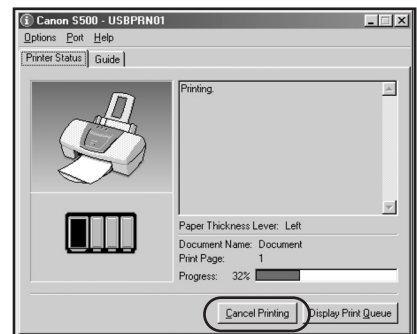 Canon S500 - USBPRN01
Options Port Help
Printer Status Guide
Printing.
Paper Thickness Lever: Left
Document Name: Document
Print Page: 1
Progress: 32%
Cancel Printing Display Print Queue